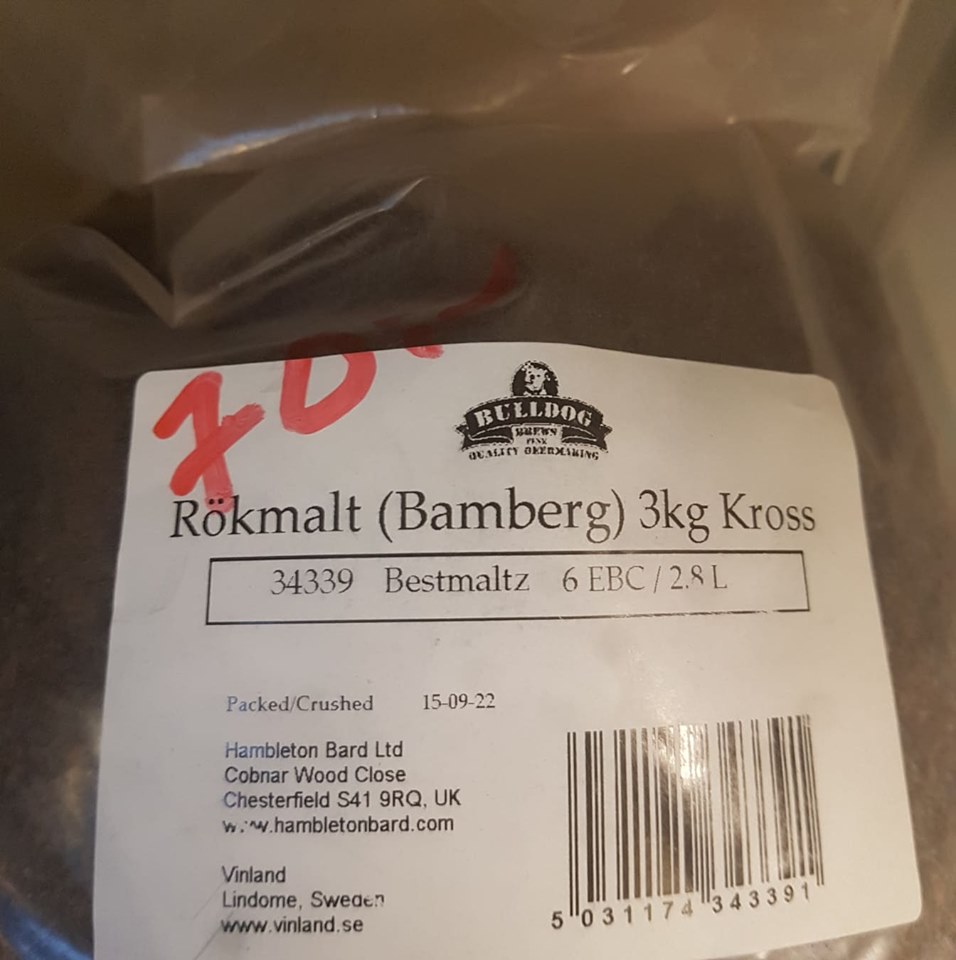 BULLDOG
BREWS
Rökmalt (Bamberg) 3kg Kross
34339 Bestmaltz 6 EBC / 2.8 L
Packed/Crushed 15-09-22
Hambleton Bard Ltd
Cobnar Wood Close
Chesterfield S41 9RQ, UK
www.hambletonbard.com
Vinland
Lindome, Sweden
www.vinland.se
5 031174 343391